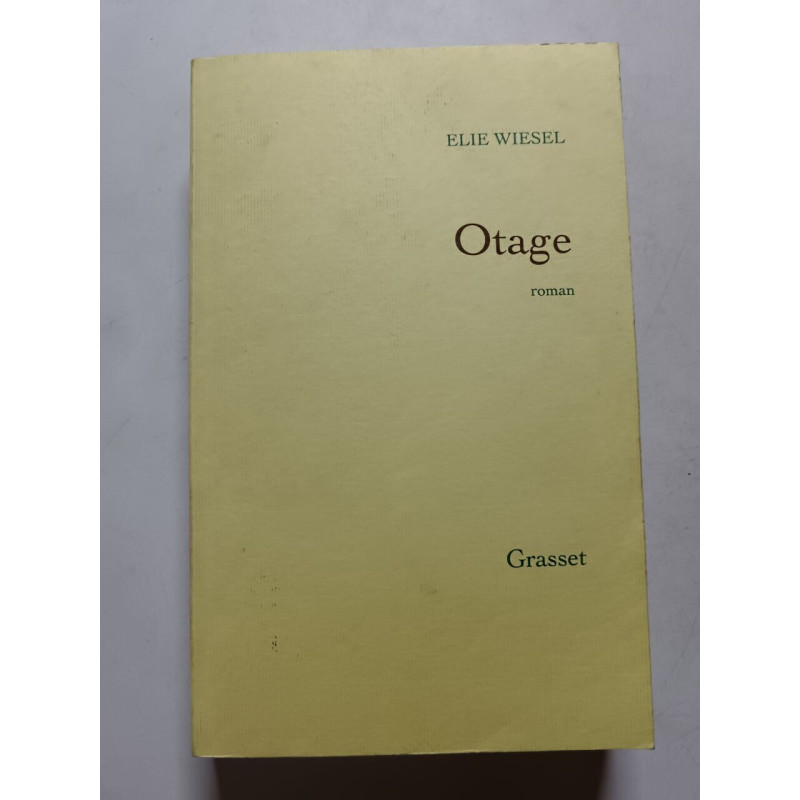 ELIE WIESEL
Otage
roman
Grasset